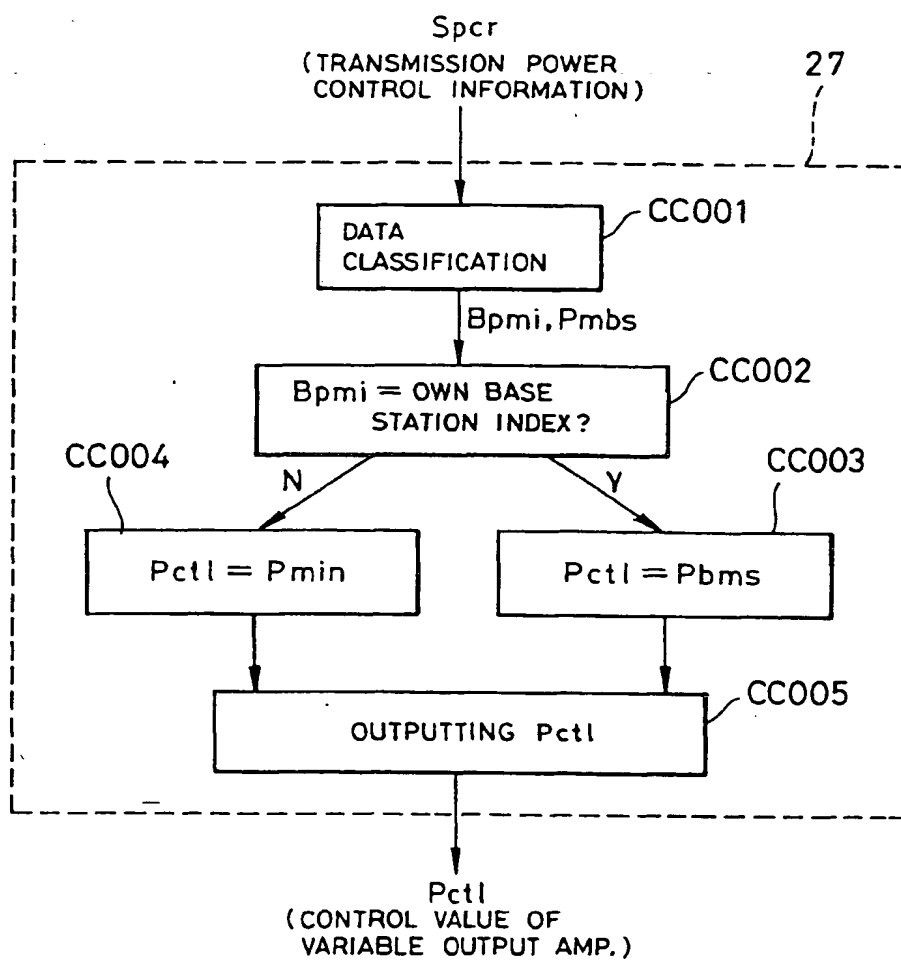 Spcr
(TRANSMISSION POWER
CONTROL INFORMATION)
27
CC001
DATA
CLASSIFICATION
Bpmi, Pmbs
CC002
Bpmi = OWN BASE
STATION INDEX?
CC004
N
Y
CC003
Pctl = Pmin
Pctl = Pbms
CC005
OUTPUTTING Pctl
Pctl
(CONTROL VALUE OF
VARIABLE OUTPUT AMP.)